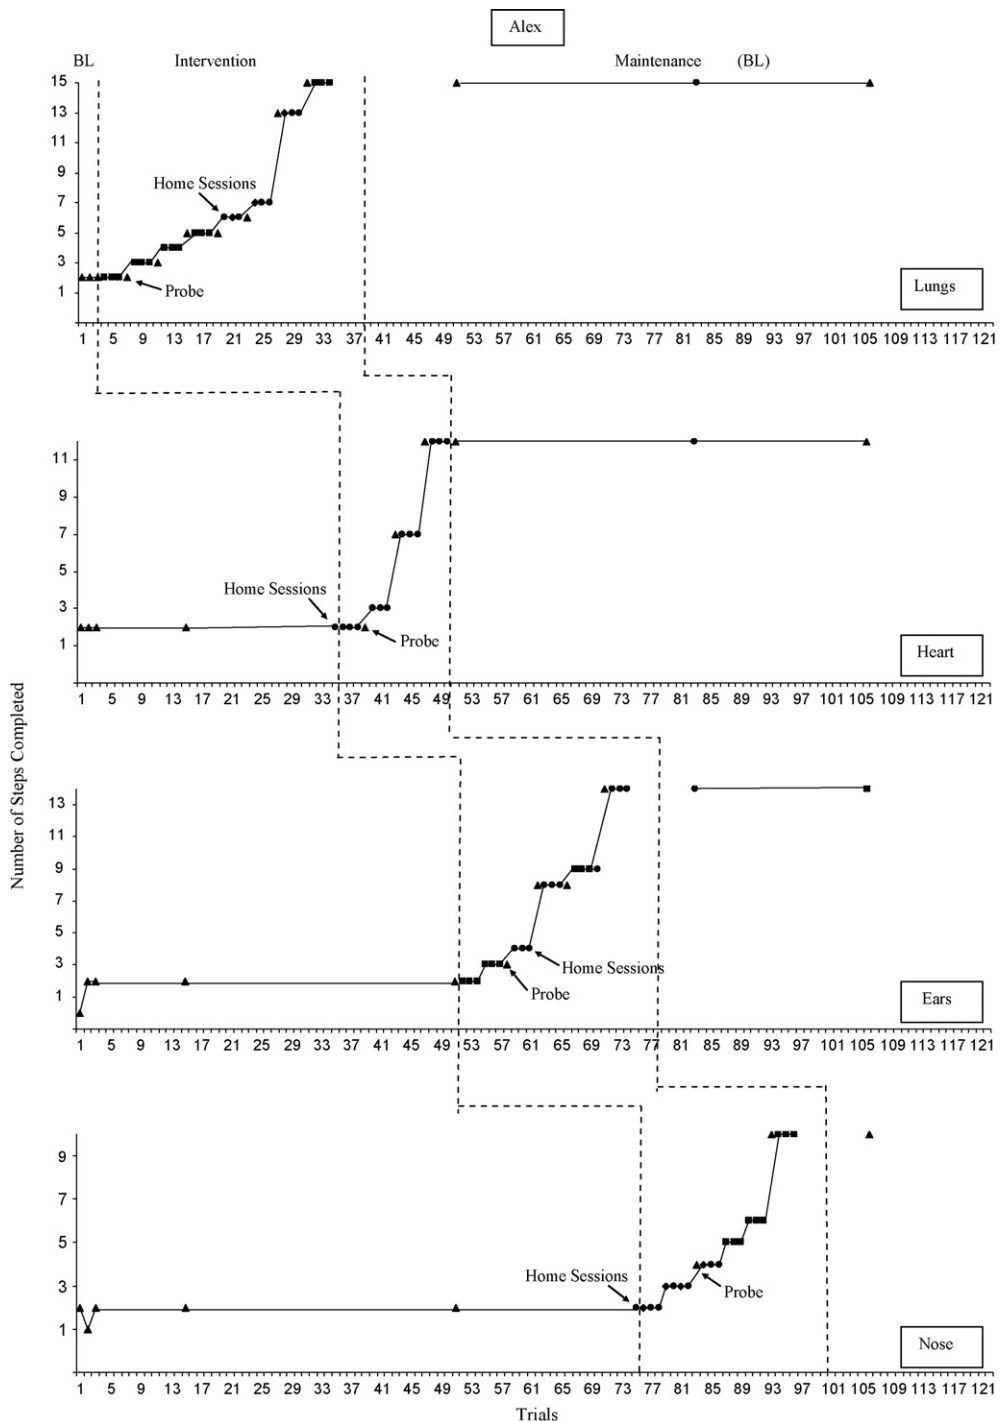 Alex
BL Intervention Maintenance (BL)
15
13
11
9
7
5
3
1
Home Sessions
Probe
Lungs
1 5 9 13 17 21 25 29 33 37 41 45 49 53 57 61 65 69 73 77 81 85 89 93 97 101 105 109 113 117 121
11
9
7
5
3
1
Home Sessions
Probe
Heart
1 5 9 13 17 21 25 29 33 37 41 45 49 53 57 61 65 69 73 77 81 85 89 93 97 101 105 109 113 117 121
Number of Steps Completed
13
11
9
7
5
3
1
Home Sessions
Probe
Ears
1 5 9 13 17 21 25 29 33 37 41 45 49 53 57 61 65 69 73 77 81 85 89 93 97 101 105 109 113 117 121
9
7
5
3
1
Home Sessions
Probe
Nose
1 5 9 13 17 21 25 29 33 37 41 45 49 53 57 61 65 69 73 77 81 85 89 93 97 101 105 109 113 117 121
Trials